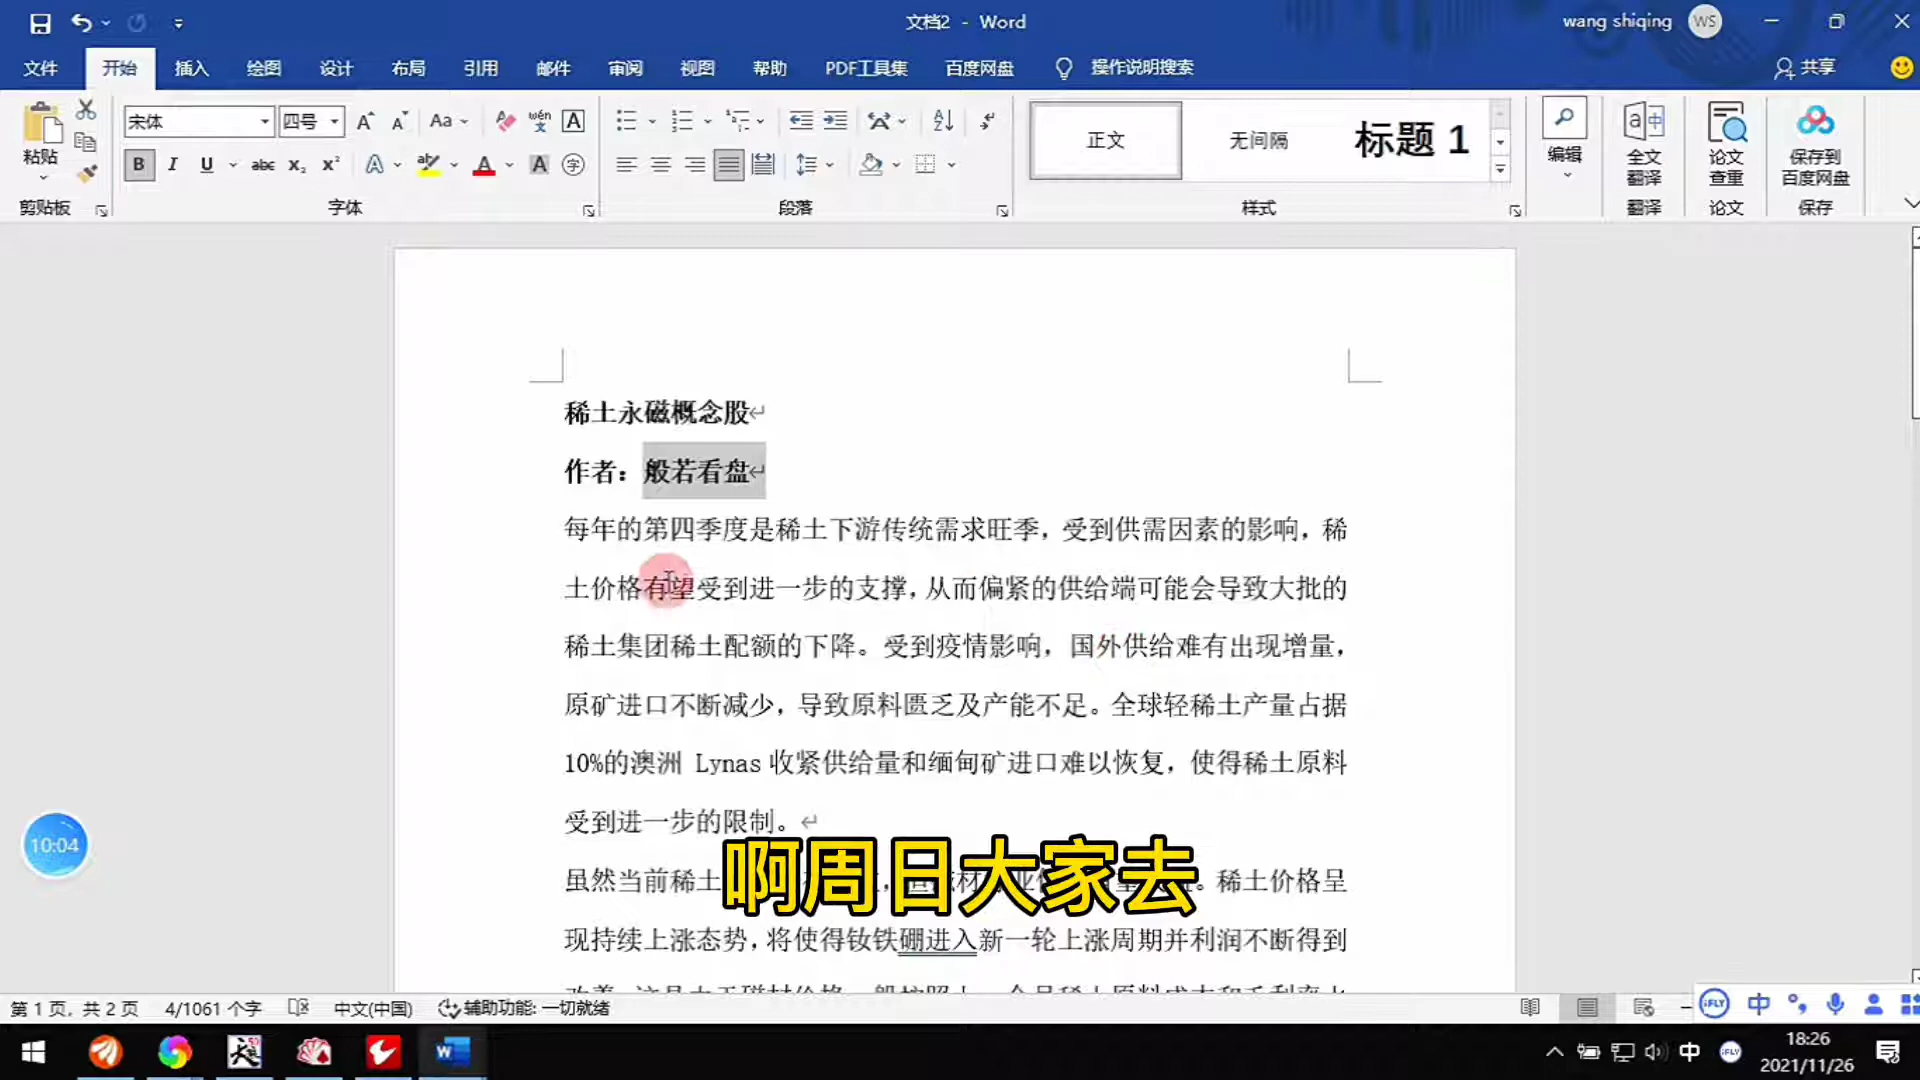 文档2 - Word
wang shiqing
WS
文件 开始 插入 绘图 设计 布局 引用 邮件 审阅 视图 帮助 PDF工具集 百度网盘 操作说明搜索
共享
粘贴
剪贴板
宋体 四号
Aa
wén
文
A
B I U abc x₂ x²
A
A
字
字体
段落
正文
无间隔
标题 1
样式
编辑
全文
翻译
翻译
论文
查重
论文
保存到
百度网盘
保存
稀土永磁概念股
作者：般若看盘
每年的第四季度是稀土下游传统需求旺季，受到供需因素的影响，稀
土价格有望受到进一步的支撑，从而偏紧的供给端可能会导致大批的
稀土集团稀土配额的下降。受到疫情影响，国外供给难有出现增量，
原矿进口不断减少，导致原料匮乏及产能不足。全球轻稀土产量占据
10%的澳洲 Lynas 收紧供给量和缅甸矿进口难以恢复，使得稀土原料
受到进一步的限制。
啊周日大家去
虽然当前稀土
。稀土价格呈
现持续上涨态势，将使得钕铁硼进入新一轮上涨周期并利润不断得到
10:04
第 1 页，共 2 页 4/1061 个字 中文(中国) 辅助功能: 一切就绪
iFLY 中
中 iFLY
18:26
2021/11/26